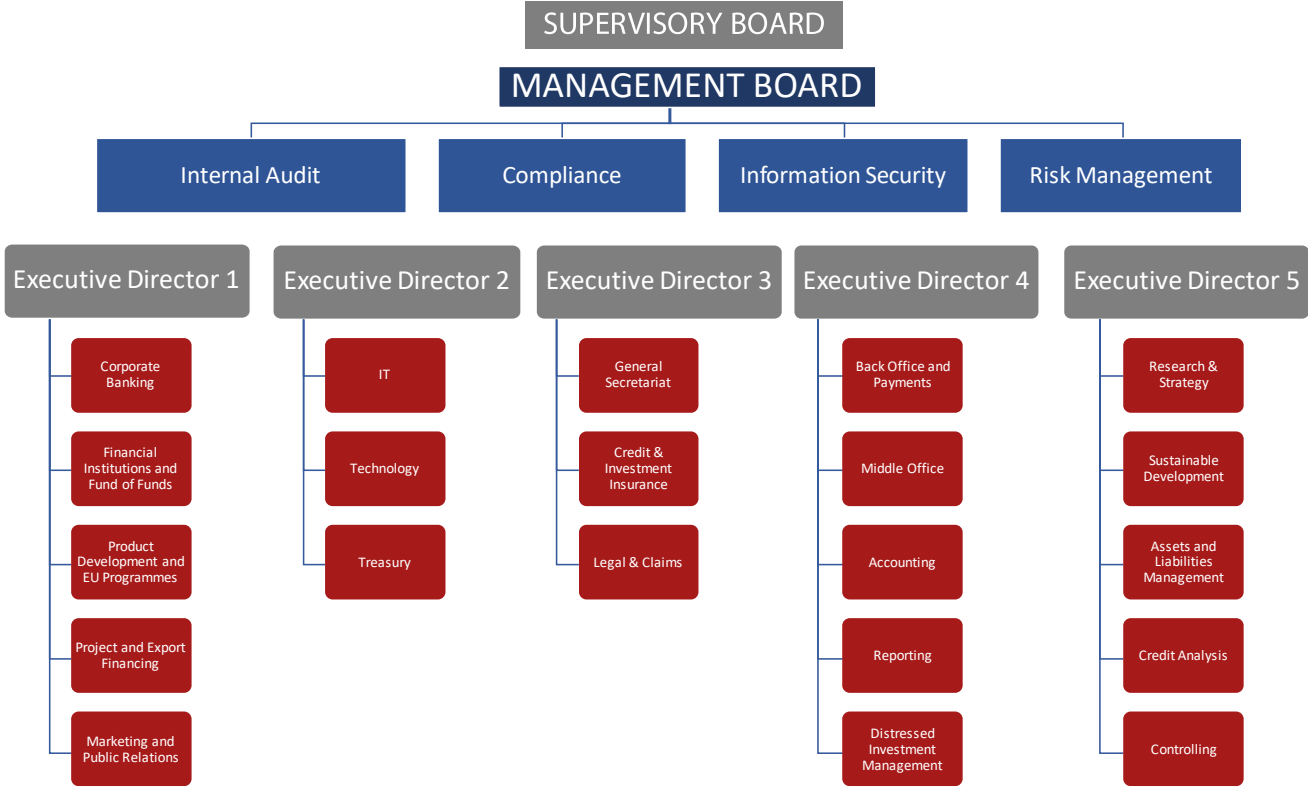 SUPERVISORY BOARD
MANAGEMENT BOARD
Internal Audit
Compliance
Information Security
Risk Management
Executive Director 1
Corporate
Banking
Financial
Institutions and
Fund of Funds
Product
Development and
EU Programmes
Project and Export
Financing
Marketing and
Public Relations
Executive Director 2
IT
Technology
Treasury
Executive Director 3
General
Secretariat
Credit &
Investment
Insurance
Legal & Claims
Executive Director 4
Back Office and
Payments
Middle Office
Accounting
Reporting
Distressed
Investment
Management
Executive Director 5
Research &
Strategy
Sustainable
Development
Assets and
Liabilities
Management
Credit Analysis
Controlling